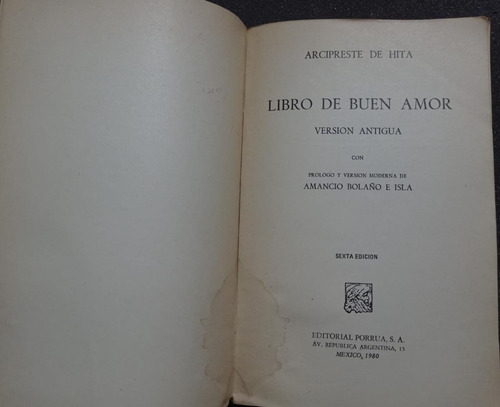 ARCIPRESTE DE HITA
LIBRO DE BUEN AMOR
VERSION ANTIGUA
CON
PROLOGO Y VERSION MODERNA DE
AMANCIO BOLAÑO E ISLA
SEXTA EDICION
EDITORIAL PORRUA, S. A.
AV. REPUBLICA ARGENTINA, 15
MEXICO, 1980